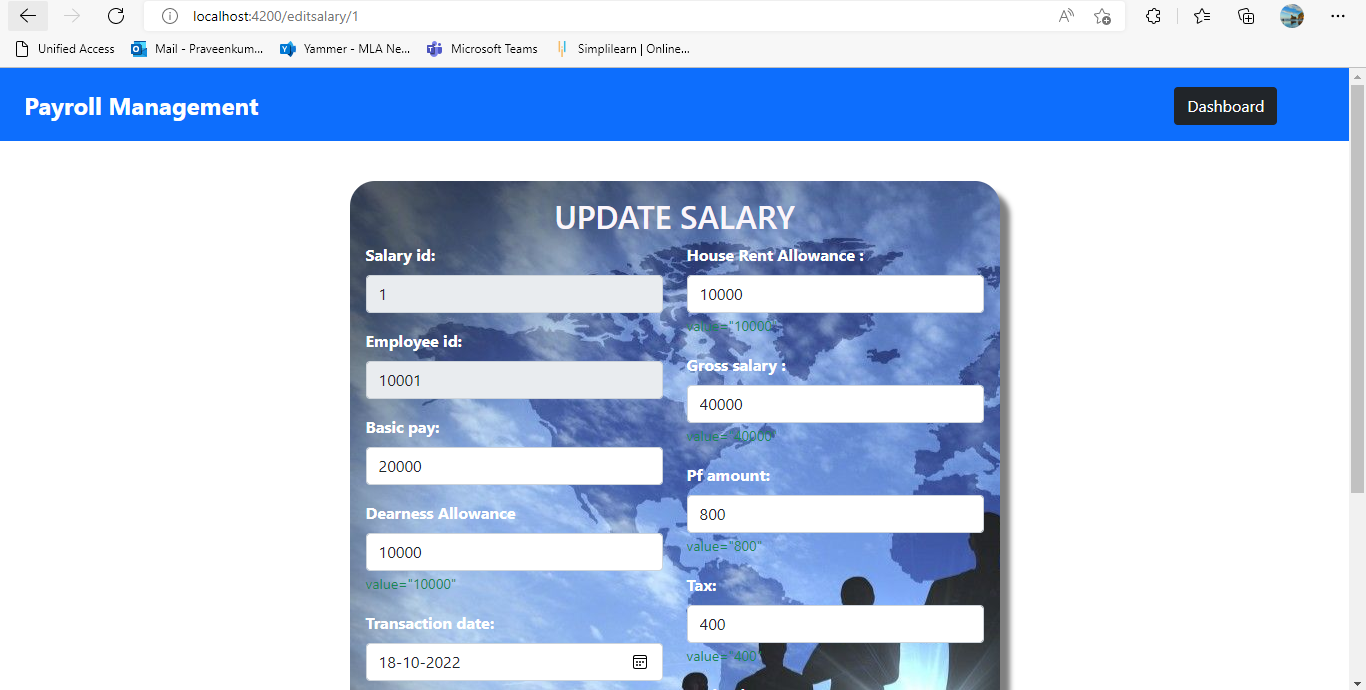 localhost:4200/editsalary/1
Unified Access
Mail - Praveenkum...
Yammer - MLA Ne...
Microsoft Teams
Simplilearn | Online...
Payroll Management
Dashboard
UPDATE SALARY
Salary id:
1
Employee id:
10001
Basic pay:
20000
Dearness Allowance
10000
value="10000"
Transaction date:
18-10-2022
House Rent Allowance :
10000
value="10000"
Gross salary :
40000
value="40000"
Pf amount:
800
value="800"
Tax:
400
value="400"